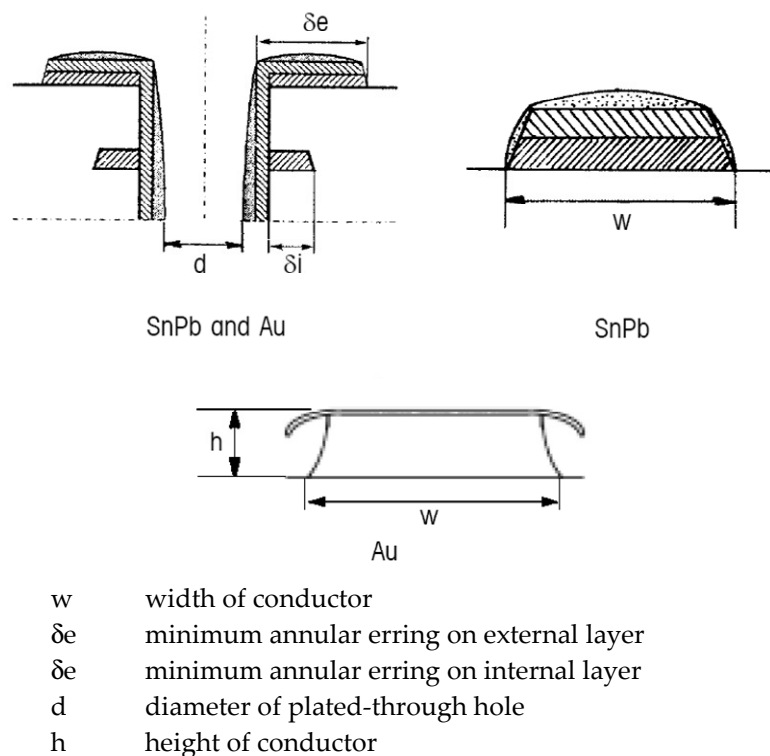 δe
d
δi
w
SnPb and Au
SnPb
h
w
Au
w width of conductor
δe minimum annular erring on external layer
δe minimum annular erring on internal layer
d diameter of plated-through hole
h height of conductor